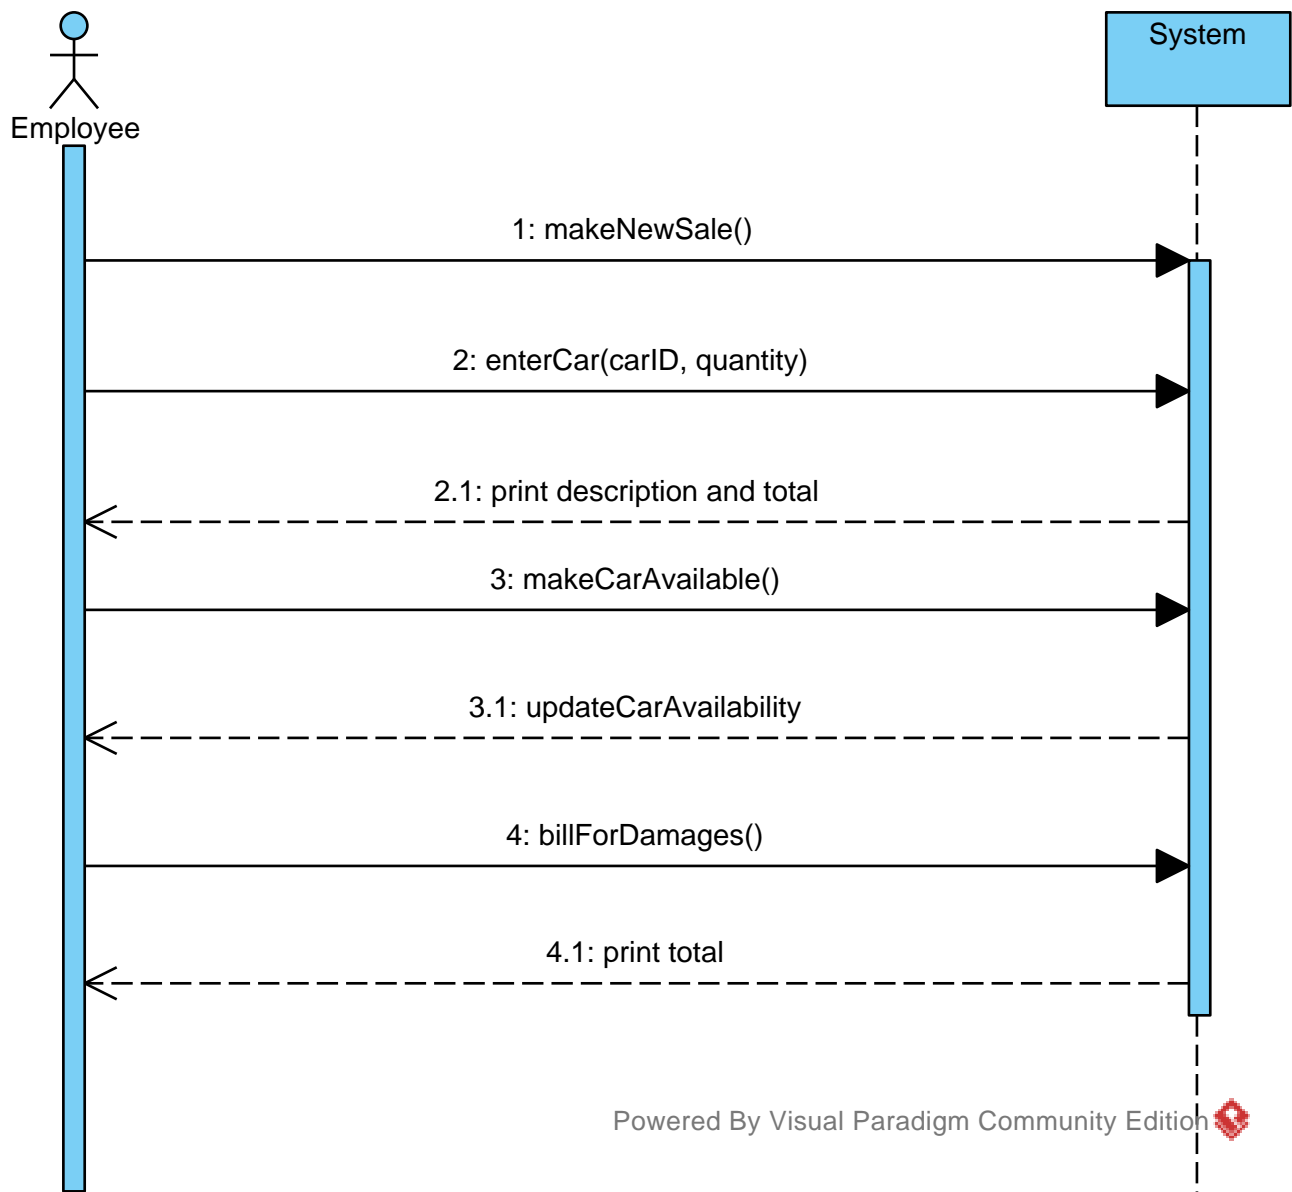 System
Employee
1: makeNewSale()
2: enterCar(carID, quantity)
2.1: print description and total
3: makeCarAvailable()
3.1: updateCarAvailability
4: billForDamages()
4.1: print total
Powered By Visual Paradigm Community Edition